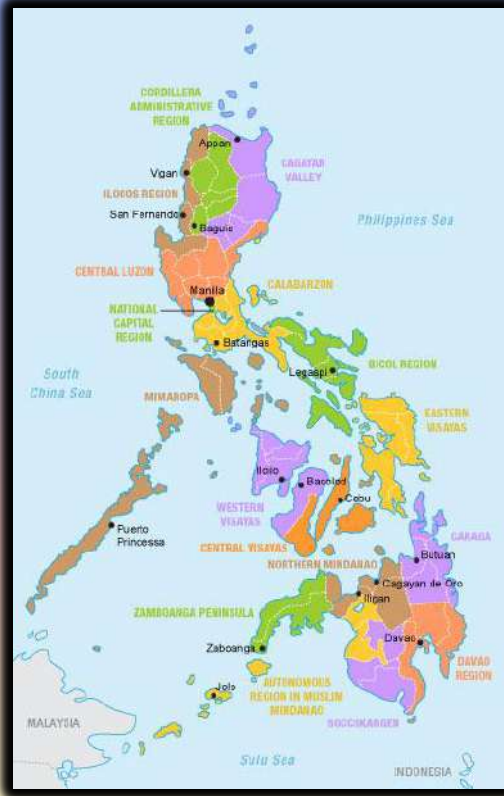 CORDILLERA
ADMINISTRATIVE
REGION
Appari
CAGAYAN
VALLEY
Vigan
ILOCOS REGION
San Fernando
Baguio
Philippines Sea
CENTRAL LUZON
Manila
CALABARZON
NATIONAL
CAPITAL
REGION
Batangas
BICOL REGION
Legaspi
South
China Sea
MIMAROPA
EASTERN
VISAYAS
Iloilo
Bacolod
Cebu
WESTERN
VISAYAS
CENTRAL VISAYAS
CARAGA
Puerto
Princessa
Butuan
NORTHERN MINDANAO
Cagayan de Oro
Iligan
ZAMBOANGA PENINSULA
Davao
Zaboanga
DAVAO
REGION
AUTONOMOUS
REGION IN MUSLIM
MINDANAO
Jolo
SOCCSKARGEN
MALAYSIA
Sulu Sea
INDONESIA